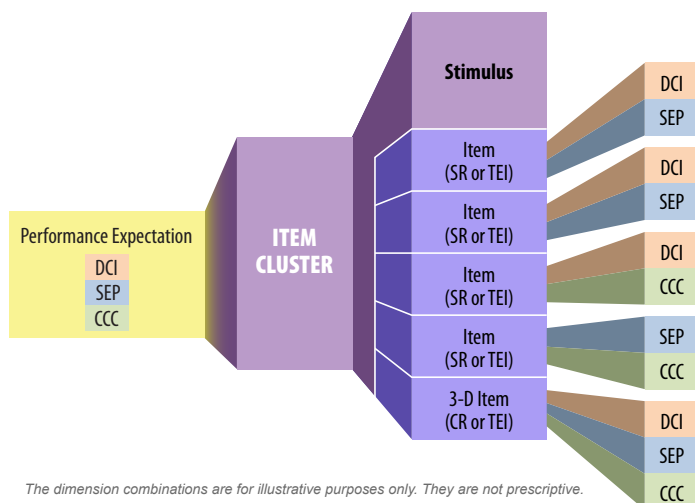 Performance Expectation
DCI
SEP
CCC
ITEM
CLUSTER
Stimulus
Item
(SR or TEI)
Item
(SR or TEI)
Item
(SR or TEI)
Item
(SR or TEI)
3-D Item
(CR or TEI)
DCI
SEP
DCI
SEP
DCI
CCC
SEP
CCC
DCI
SEP
CCC
The dimension combinations are for illustrative purposes only. They are not prescriptive.